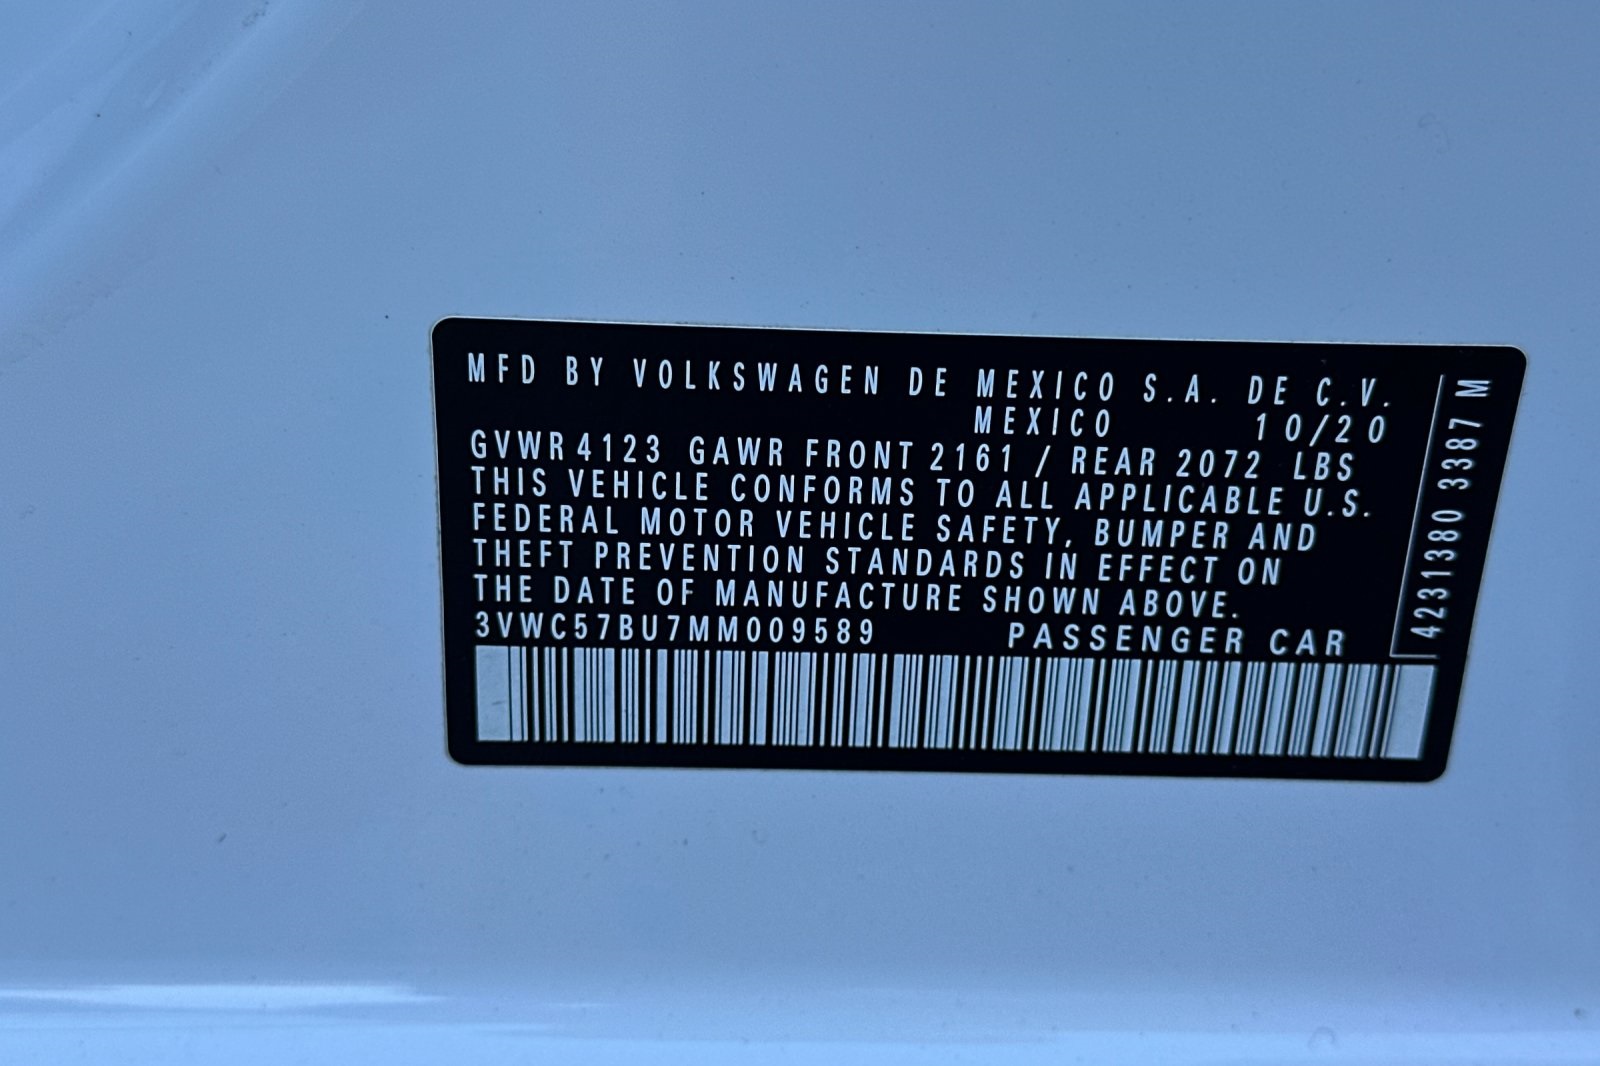 MFD BY VOLKSWAGEN DE MEXICO S.A. DE C.V.
MEXICO 10/20
GVWR 4123 GAWR FRONT 2161 / REAR 2072 LBS
THIS VEHICLE CONFORMS TO ALL APPLICABLE U.S.
FEDERAL MOTOR VEHICLE SAFETY, BUMPER AND
THEFT PREVENTION STANDARDS IN EFFECT ON
THE DATE OF MANUFACTURE SHOWN ABOVE.
3VWC57BU7MM009589 PASSENGER CAR
4231380 3387 M